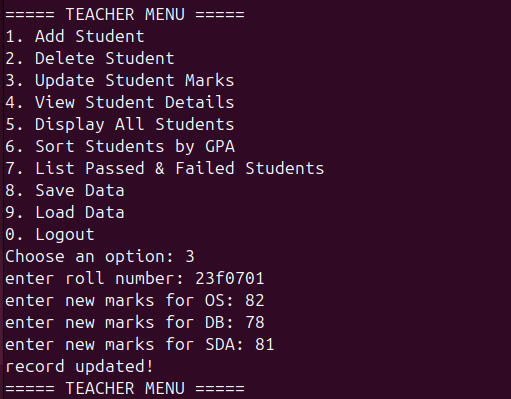 ===== TEACHER MENU =====
1. Add Student
2. Delete Student
3. Update Student Marks
4. View Student Details
5. Display All Students
6. Sort Students by GPA
7. List Passed & Failed Students
8. Save Data
9. Load Data
0. Logout
Choose an option: 3
enter roll number: 23f0701
enter new marks for OS: 82
enter new marks for DB: 78
enter new marks for SDA: 81
record updated!
===== TEACHER MENU =====